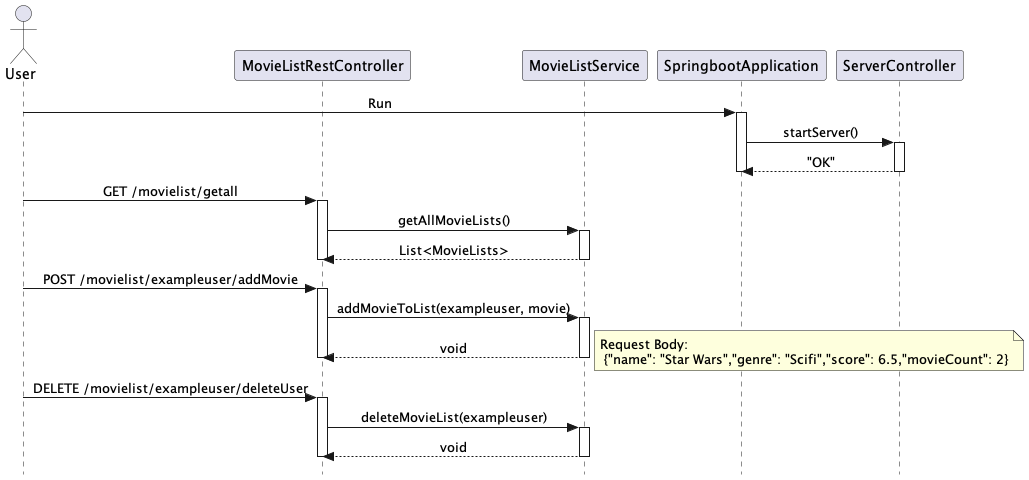 User
MovieListRestController
MovieListService
SpringbootApplication
ServerController
Run
startServer()
"OK"
GET /movielist/getall
getAllMovieLists()
List<MovieLists>
POST /movielist/exampleuser/addMovie
addMovieToList(exampleuser, movie)
void
Request Body:
{"name": "Star Wars","genre": "Scifi","score": 6.5,"movieCount": 2}
DELETE /movielist/exampleuser/deleteUser
deleteMovieList(exampleuser)
void